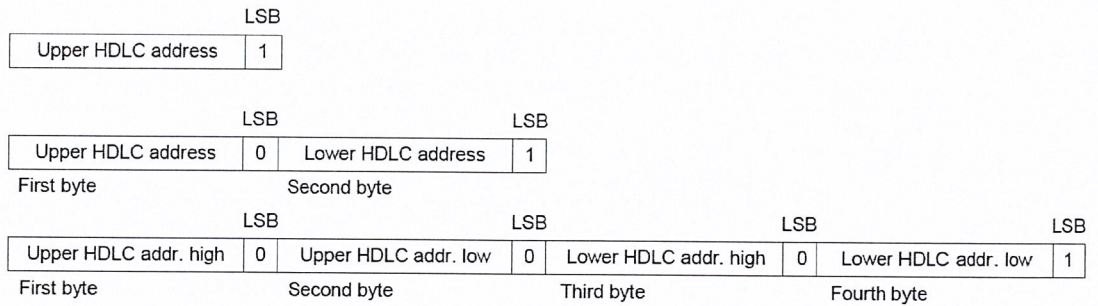 LSB
Upper HDLC address 1
LSB LSB
Upper HDLC address 0 Lower HDLC address 1
First byte Second byte
LSB LSB LSB LSB
Upper HDLC addr. high 0 Upper HDLC addr. low 0 Lower HDLC addr. high 0 Lower HDLC addr. low 1
First byte Second byte Third byte Fourth byte